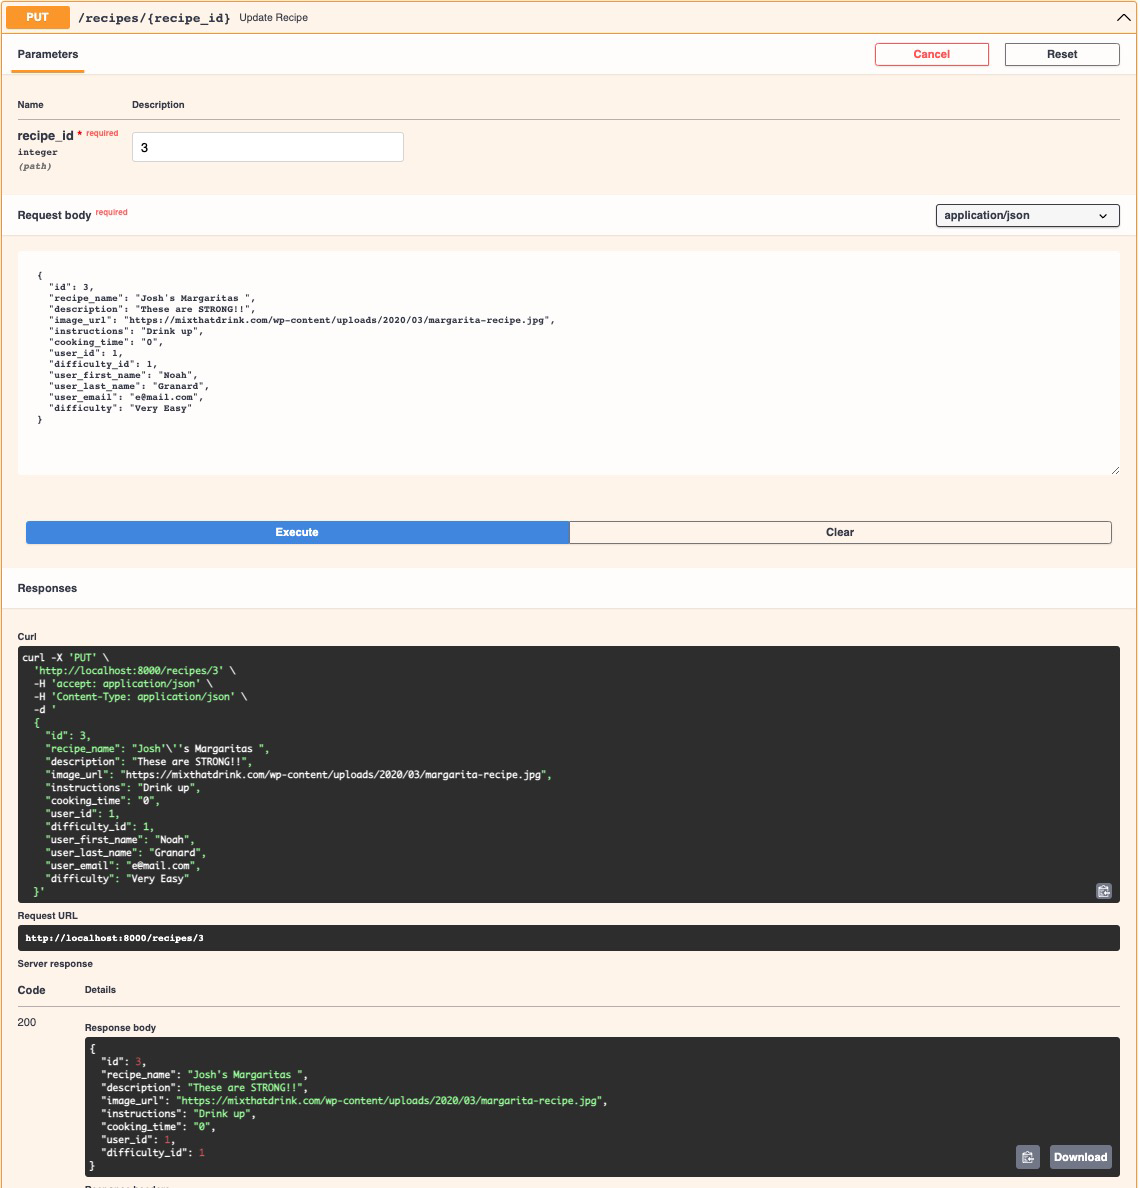 PUT /recipes/{recipe_id} Update Recipe
Parameters
Cancel
Reset
Name Description
recipe_id * required
integer
(path)
3
Request body required
application/json
{
  "id": 3,
  "recipe_name": "Josh's Margaritas ",
  "description": "These are STRONG!!",
  "image_url": "https://mixthatdrink.com/wp-content/uploads/2020/03/margarita-recipe.jpg",
  "instructions": "Drink up",
  "cooking_time": "0",
  "user_id": 1,
  "difficulty_id": 1,
  "user_first_name": "Noah",
  "user_last_name": "Granard",
  "user_email": "e@mail.com",
  "difficulty": "Very Easy"
}
Execute
Clear
Responses
Curl
curl -X 'PUT' \
  'http://localhost:8000/recipes/3' \
  -H 'accept: application/json' \
  -H 'Content-Type: application/json' \
  -d '
  {
    "id": 3,
    "recipe_name": "Josh'\''s Margaritas ",
    "description": "These are STRONG!!",
    "image_url": "https://mixthatdrink.com/wp-content/uploads/2020/03/margarita-recipe.jpg",
    "instructions": "Drink up",
    "cooking_time": "0",
    "user_id": 1,
    "difficulty_id": 1,
    "user_first_name": "Noah",
    "user_last_name": "Granard",
    "user_email": "e@mail.com",
    "difficulty": "Very Easy"
  }'
Request URL
http://localhost:8000/recipes/3
Server response
Code Details
200
Response body
{
  "id": 3,
  "recipe_name": "Josh's Margaritas ",
  "description": "These are STRONG!!",
  "image_url": "https://mixthatdrink.com/wp-content/uploads/2020/03/margarita-recipe.jpg",
  "instructions": "Drink up",
  "cooking_time": "0",
  "user_id": 1,
  "difficulty_id": 1
}
Download